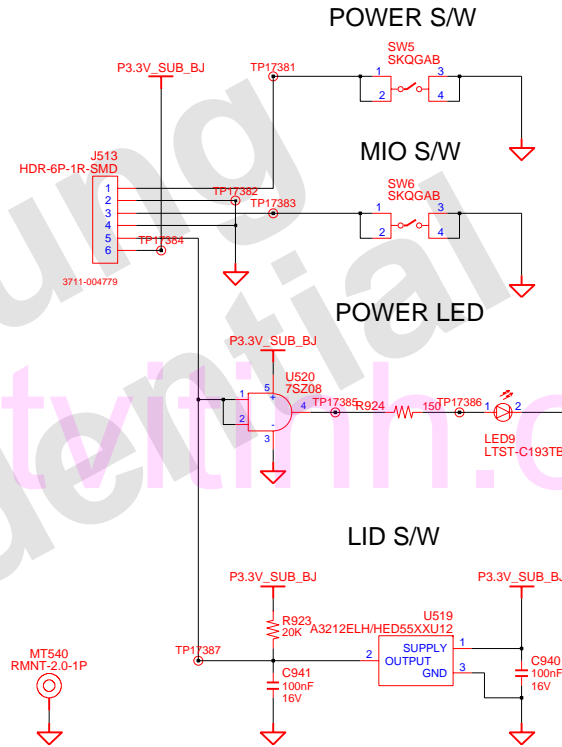 POWER S/W
SW5
SKQGAB
P3.3V_SUB_BJ
TP17381
1
3
2
4
MIO S/W
J513
HDR-6P-1R-SMD
SW6
SKQGAB
1
2
3
4
5
6
TP17382
TP17383
TP17384
1
3
2
4
3711-004779
POWER LED
P3.3V_SUB_BJ
U520
7SZ08
5
+
1
2
4
-
3
TP17385
R924
150
TP17386
1
2
LED9
LTST-C193TB
LID S/W
P3.3V_SUB_BJ
P3.3V_SUB_BJ
R923
20K
U519
A3212ELH/HED55XXU12
SUPPLY
1
OUTPUT
2
GND
3
TP17387
C941
100nF
16V
C940
100nF
16V
MT540
RMNT-2.0-1P
ung
dential
tvitinh.c